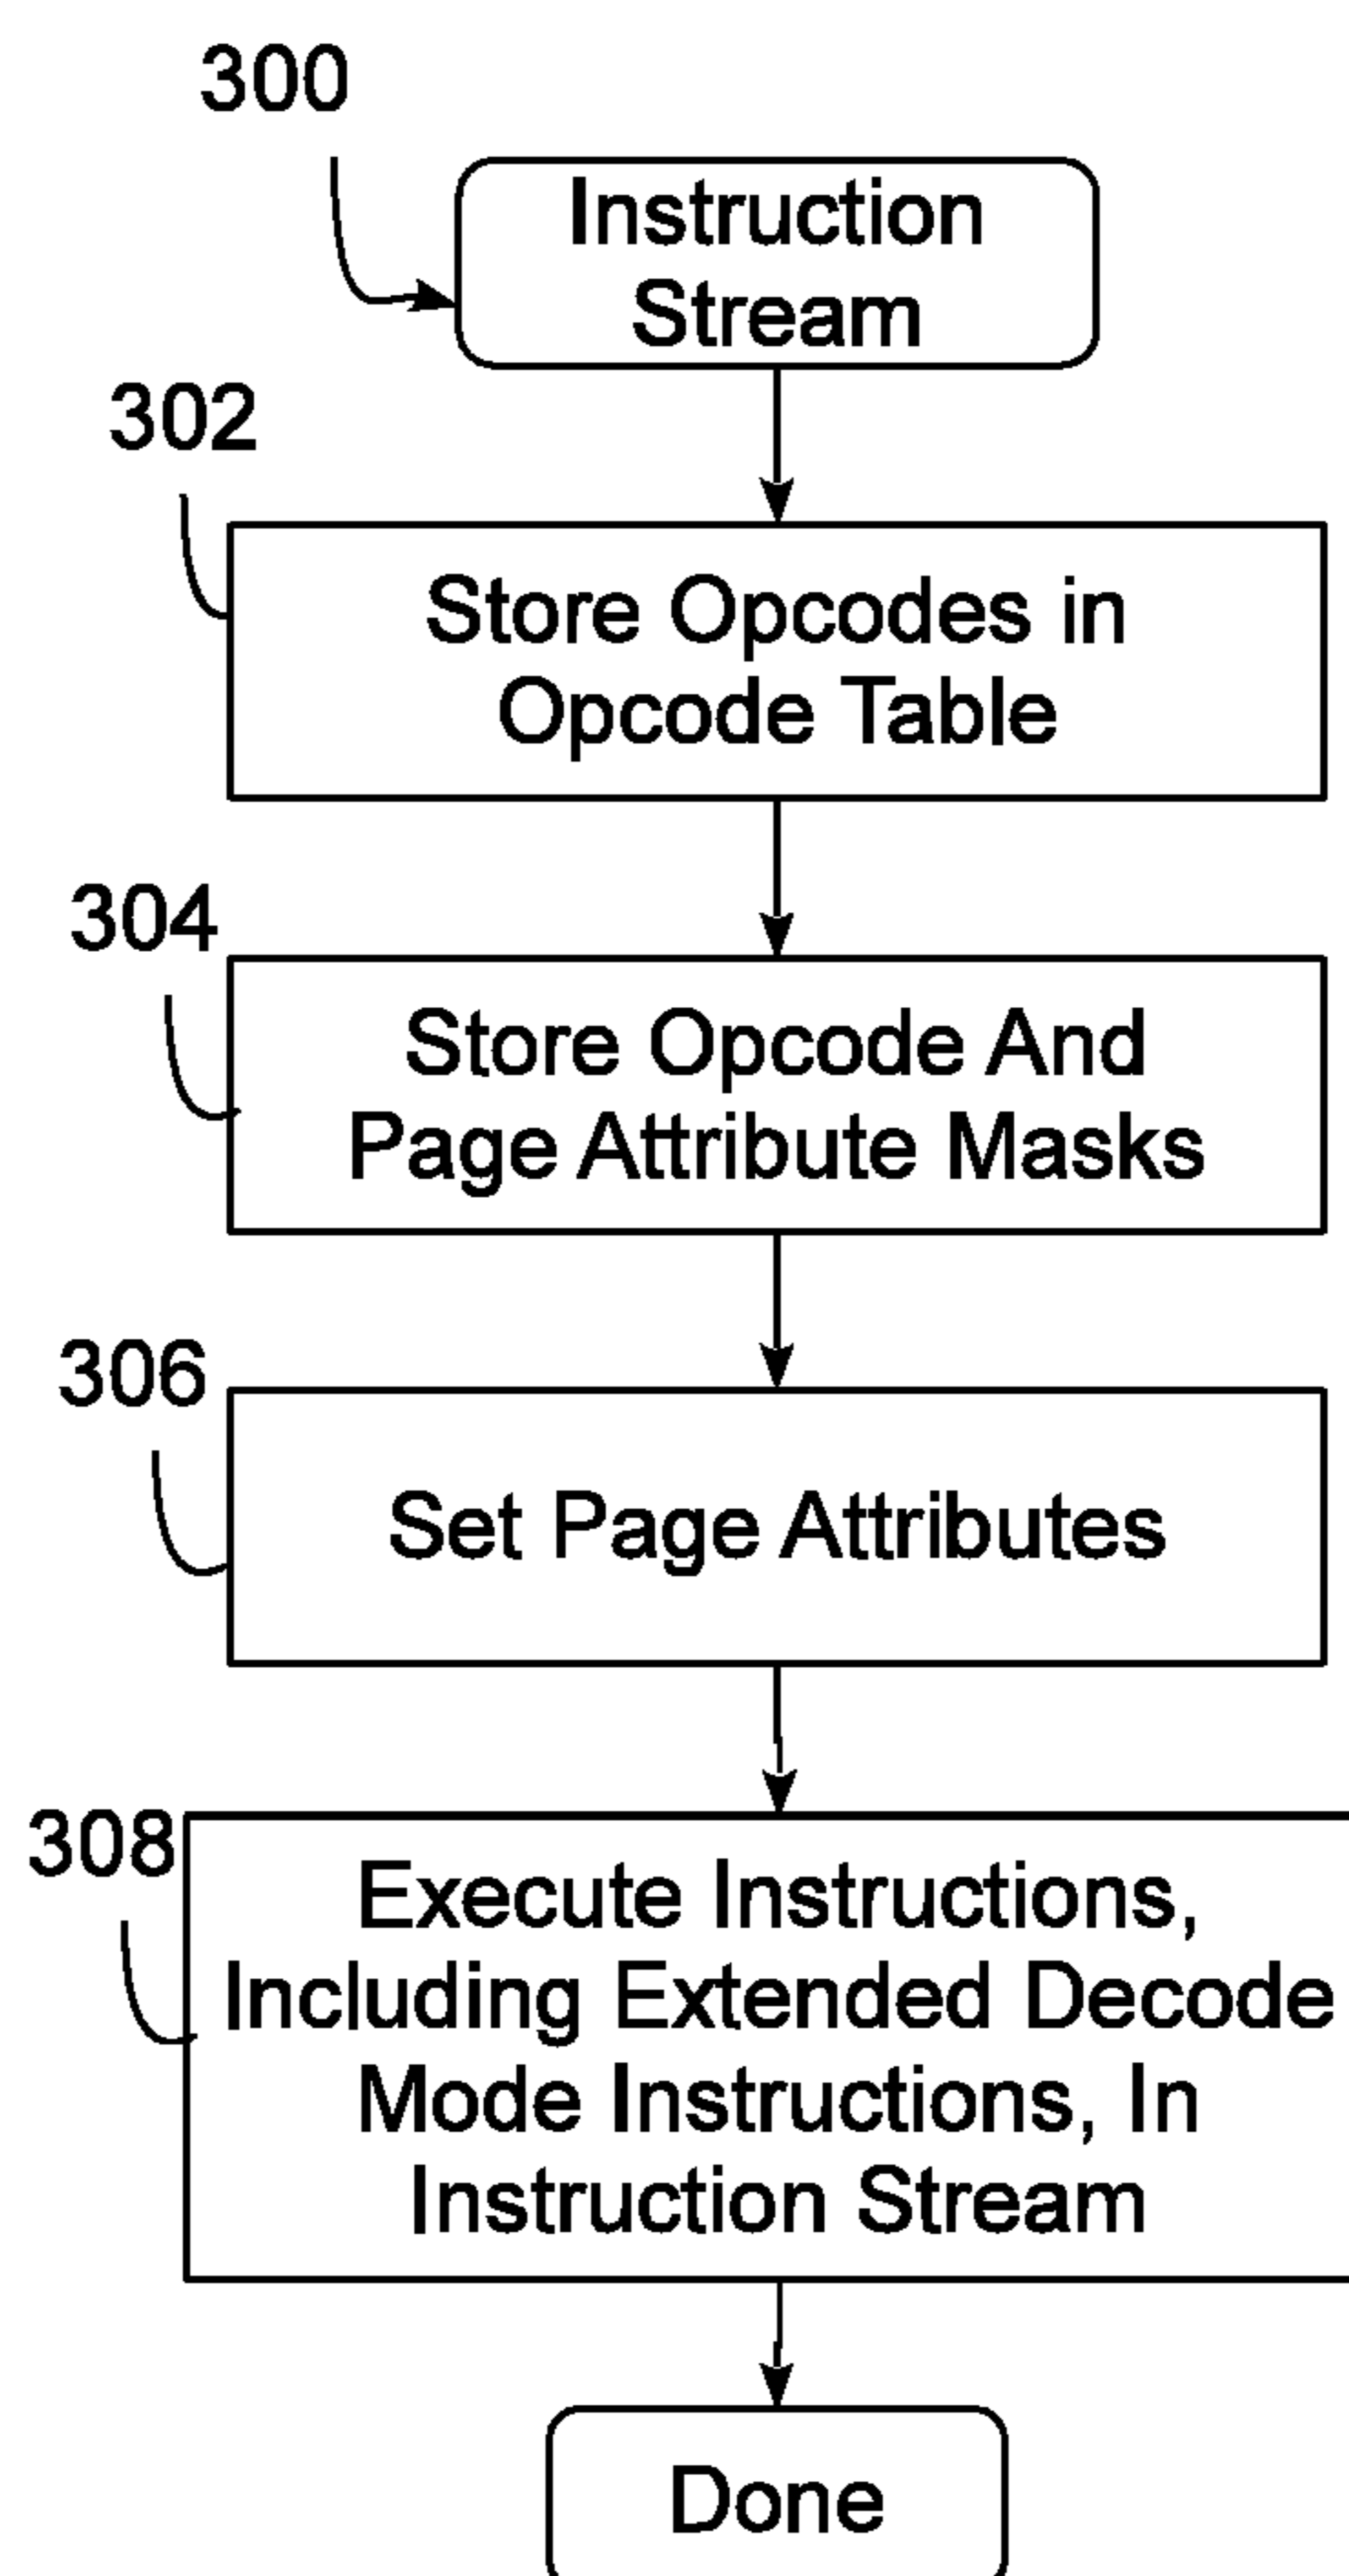 300
Instruction
Stream
302
Store Opcodes in
Opcode Table
304
Store Opcode And
Page Attribute Masks
306
Set Page Attributes
308
Execute Instructions,
Including Extended Decode
Mode Instructions, In
Instruction Stream
Done